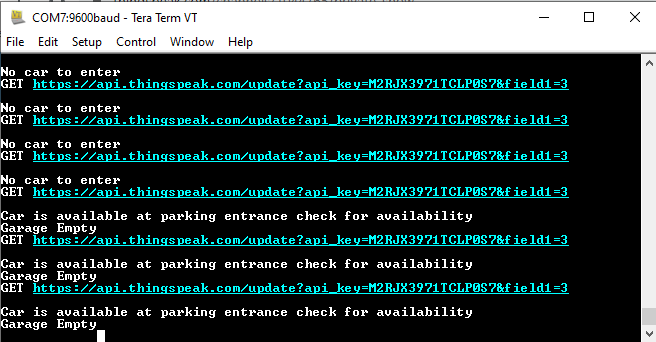 COM7:9600baud - Tera Term VT
File Edit Setup Control Window Help
No car to enter
GET https://api.thingspeak.com/update?api_key=M2RJX3971TCLP0S7&field1=3
No car to enter
GET https://api.thingspeak.com/update?api_key=M2RJX3971TCLP0S7&field1=3
No car to enter
GET https://api.thingspeak.com/update?api_key=M2RJX3971TCLP0S7&field1=3
No car to enter
GET https://api.thingspeak.com/update?api_key=M2RJX3971TCLP0S7&field1=3
Car is available at parking entrance check for availability
Garage Empty
GET https://api.thingspeak.com/update?api_key=M2RJX3971TCLP0S7&field1=3
Car is available at parking entrance check for availability
Garage Empty
GET https://api.thingspeak.com/update?api_key=M2RJX3971TCLP0S7&field1=3
Car is available at parking entrance check for availability
Garage Empty